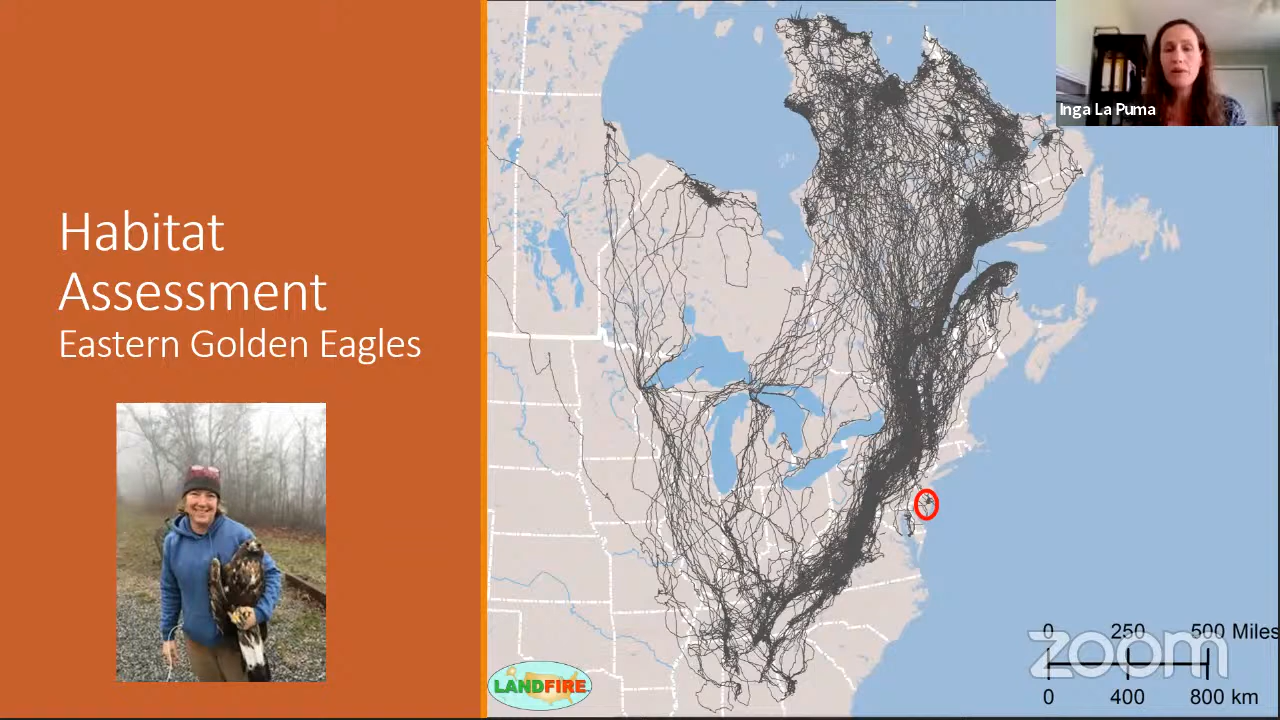 Habitat
Assessment
Eastern Golden Eagles
Inga La Puma
LANDFIRE
0 250 500 Miles
zoom
0 400 800 km